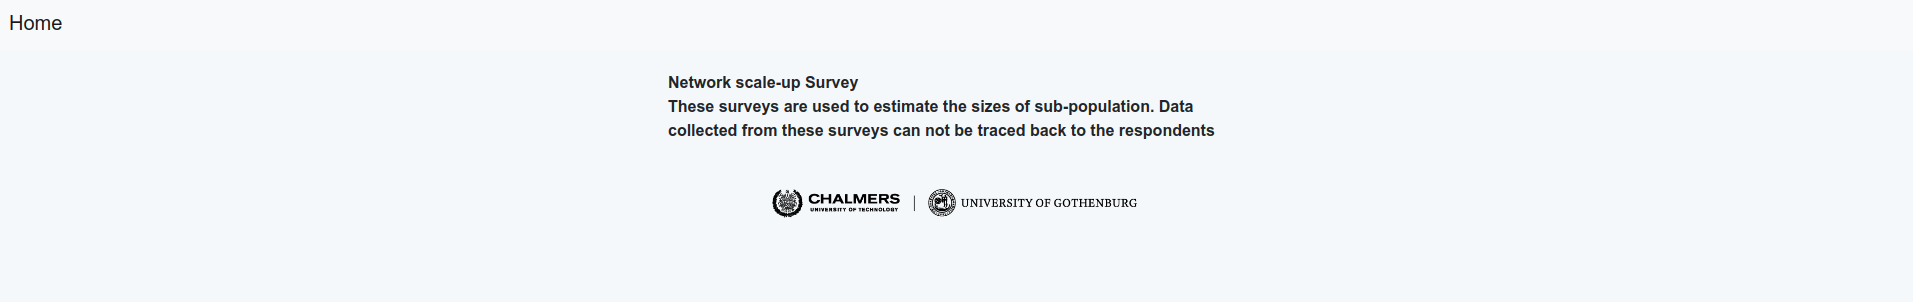 Home
Network scale-up Survey
These surveys are used to estimate the sizes of sub-population. Data
collected from these surveys can not be traced back to the respondents
CHALMERS
UNIVERSITY OF TECHNOLOGY
UNIVERSITY OF GOTHENBURG